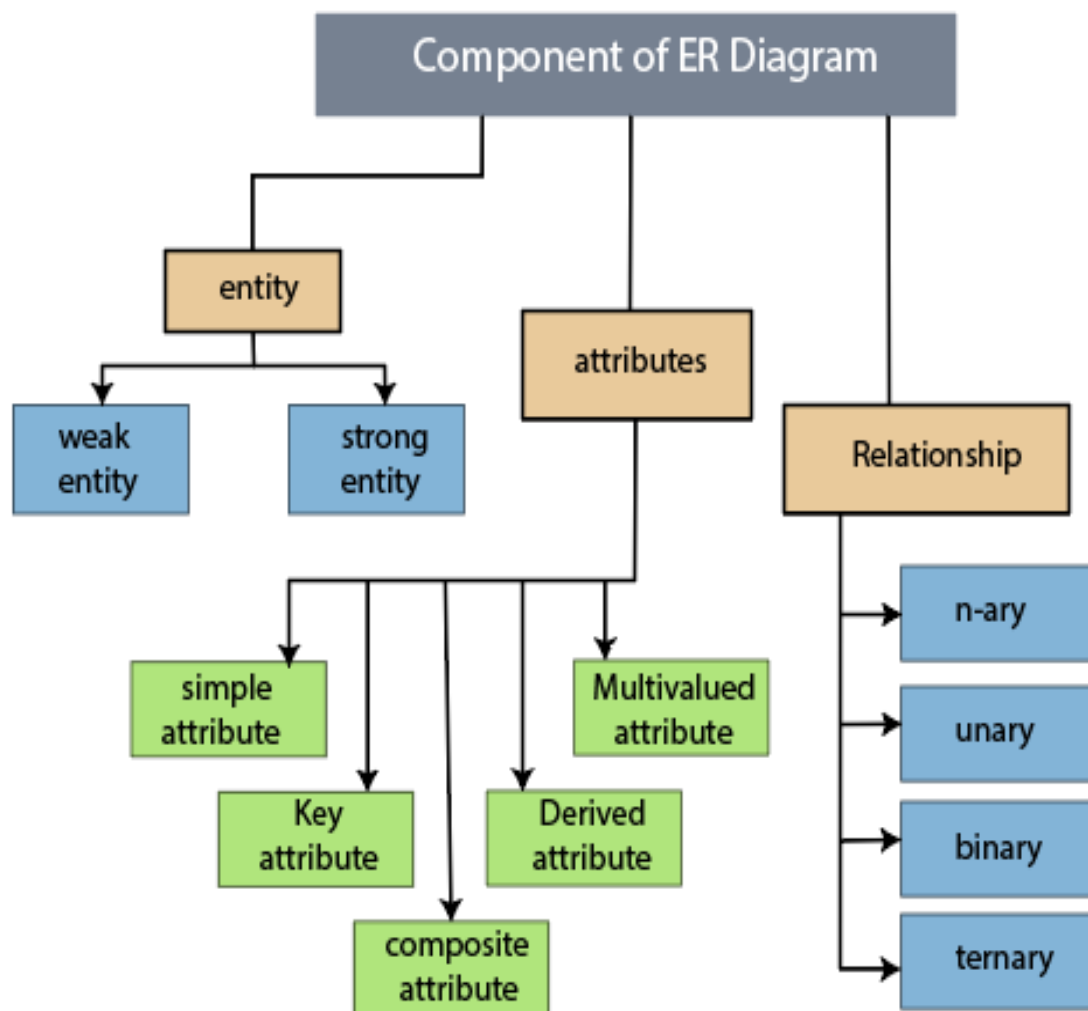 Component of ER Diagram
entity
attributes
weak
entity
strong
entity
Relationship
n-ary
unary
binary
ternary
simple
attribute
Multivalued
attribute
Key
attribute
Derived
attribute
composite
attribute